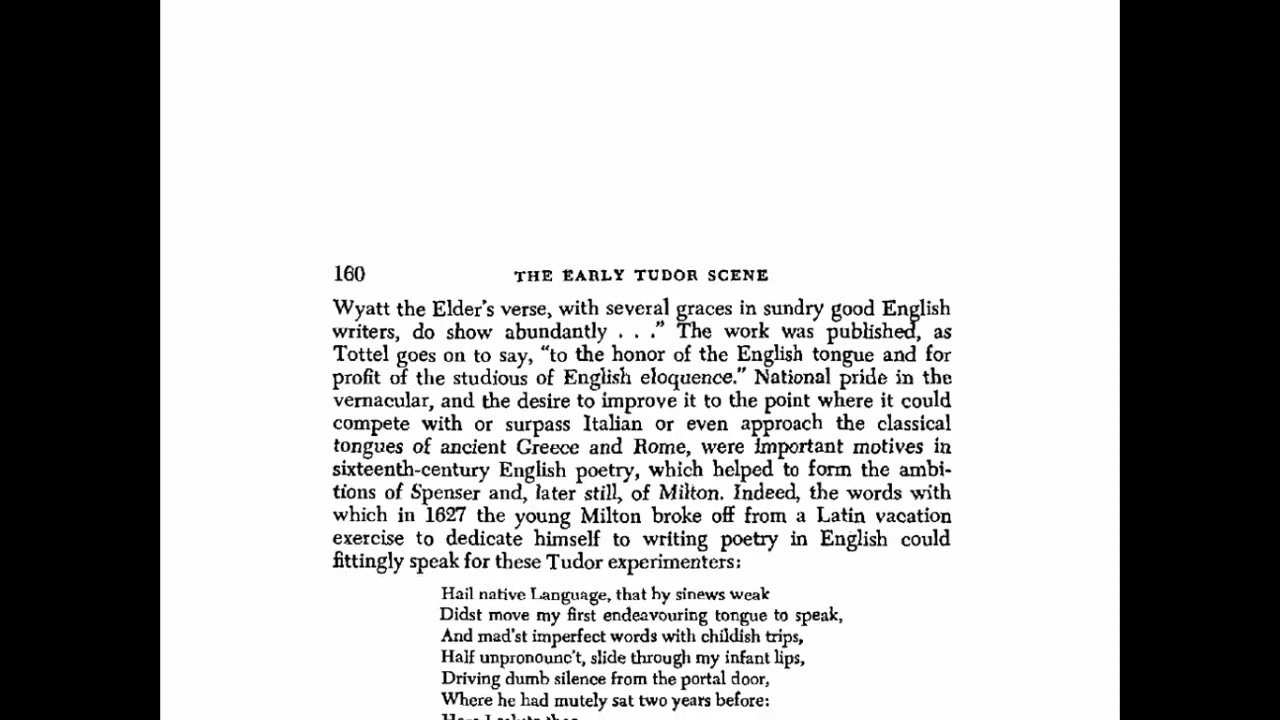 160 THE EARLY TUDOR SCENE
Wyatt the Elder's verse, with several graces in sundry good English
writers, do show abundantly . . ." The work was published, as
Tottel goes on to say, "to the honor of the English tongue and for
profit of the studious of English eloquence." National pride in the
vernacular, and the desire to improve it to the point where it could
compete with or surpass Italian or even approach the classical
tongues of ancient Greece and Rome, were important motives in
sixteenth-century English poetry, which helped to form the ambi-
tions of Spenser and, later still, of Milton. Indeed, the words with
which in 1627 the young Milton broke off from a Latin vacation
exercise to dedicate himself to writing poetry in English could
fittingly speak for these Tudor experimenters:
Hail native Language, that by sinews weak
Didst move my first endeavouring tongue to speak,
And mad'st imperfect words with childish trips,
Half unpronounc't, slide through my infant lips,
Driving dumb silence from the portal door,
Where he had mutely sat two years before: